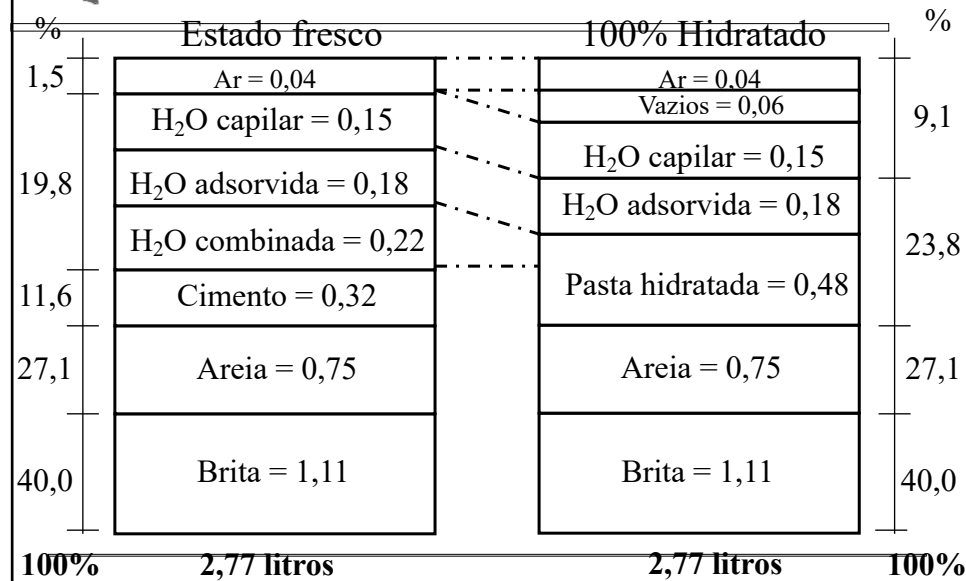 % Estado fresco 100% Hidratado %
1,5 Ar = 0,04 Ar = 0,04
Vazios = 0,06 9,1
H₂O capilar = 0,15 H₂O capilar = 0,15
19,8 H₂O adsorvida = 0,18 H₂O adsorvida = 0,18
H₂O combinada = 0,22 23,8
11,6 Cimento = 0,32 Pasta hidratada = 0,48
27,1 Areia = 0,75 Areia = 0,75 27,1
40,0 Brita = 1,11 Brita = 1,11 40,0
100% 2,77 litros 2,77 litros 100%